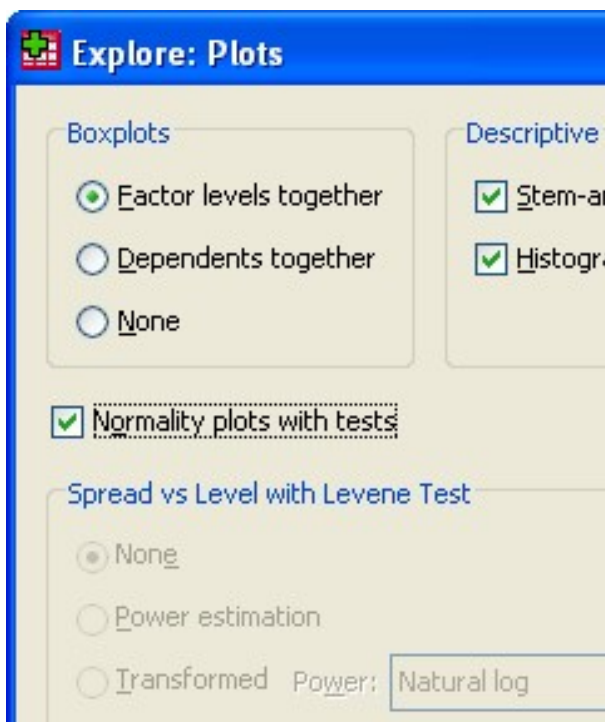 Explore: Plots
Boxplots
Factor levels together
Dependents together
None
Descriptive
Stem-a
Histogra
Normality plots with tests
Spread vs Level with Levene Test
None
Power estimation
Transformed Power: Natural log